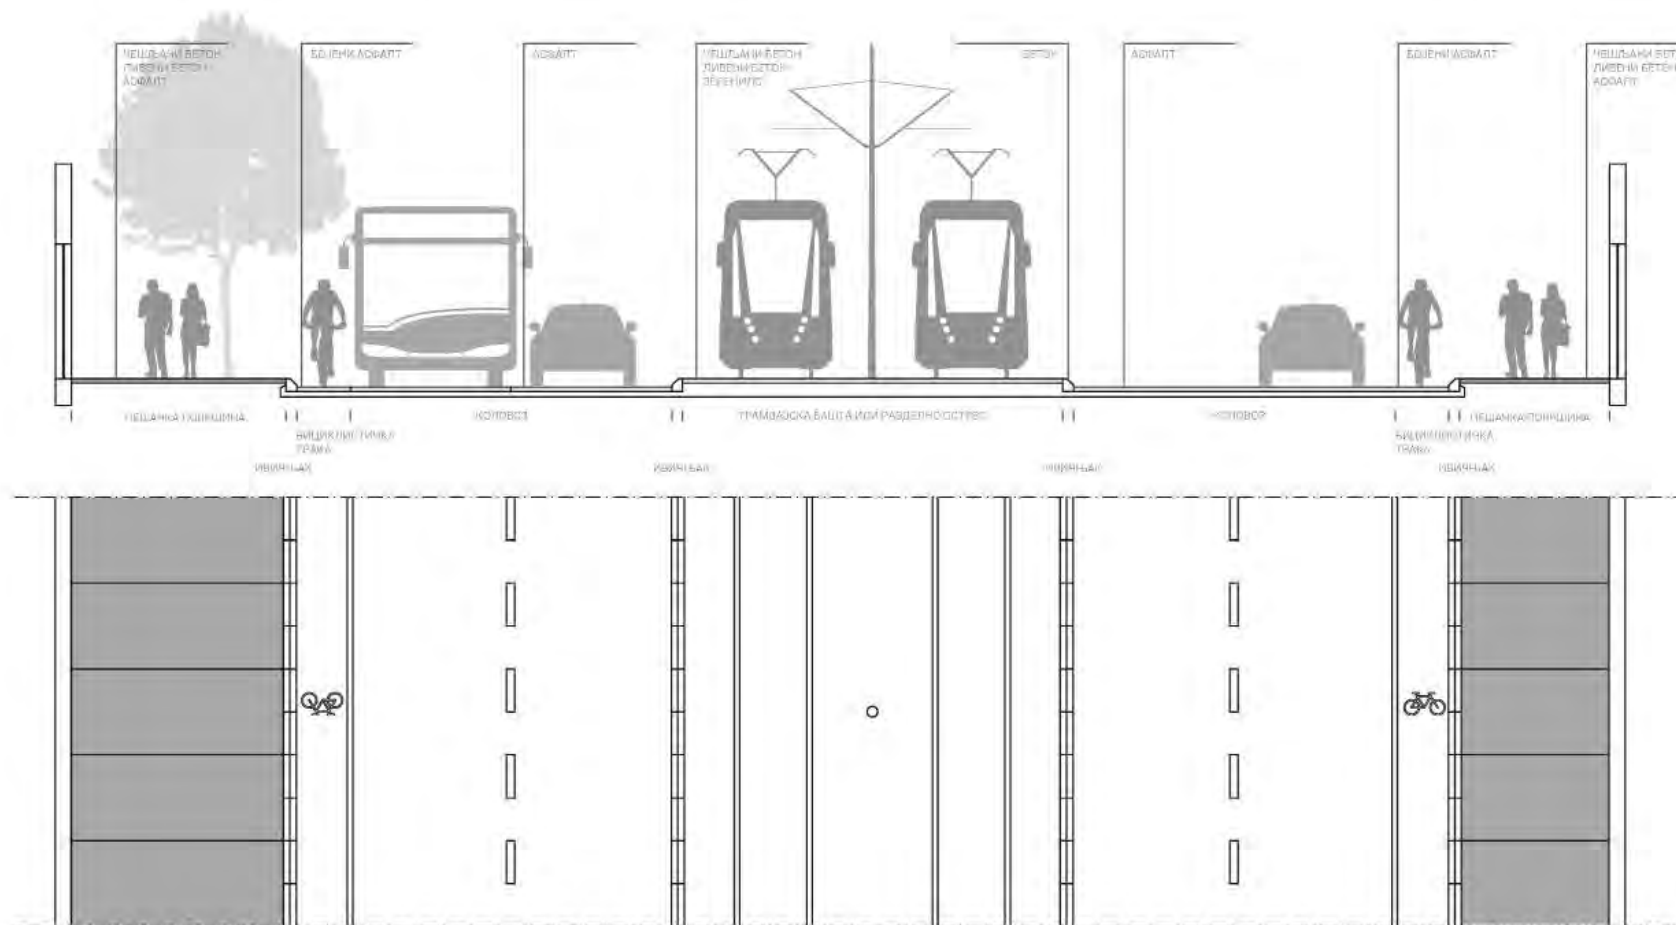 ЧЕШЉАНИ БЕТОН
ЛИВЕНИ БЕТОН
АСФАЛТ
БОЈЕНИ АСФАЛТ
АСФАЛТ
ЧЕШЉАНИ БЕТОН
ЛИВЕНИ БЕТОН
ЗЕЛЕНИЛО
БЕТОН
АСФАЛТ
БОЈЕНИ АСФАЛТ
ЧЕШЉАНИ БЕТ
ЛИВЕНИ БЕТОН
АСФАЛТ
ПЕШАЧКА ПОВРШИНА
КОЛОВОЗ
ТРАМВАЈСКА БАШТА ИЛИ РАЗДЕЛНО ОСТРВО
КОЛОВОЗ
ПЕШАЧКА ПОВРШИНА
БИЦИКЛИСТИЧКА
ТРАКА
БИЦИКЛИСТИЧКА
ТРАКА
ИВИЧЊАК
ИВИЧЊАК
ИВИЧЊАК
ИВИЧЊАК